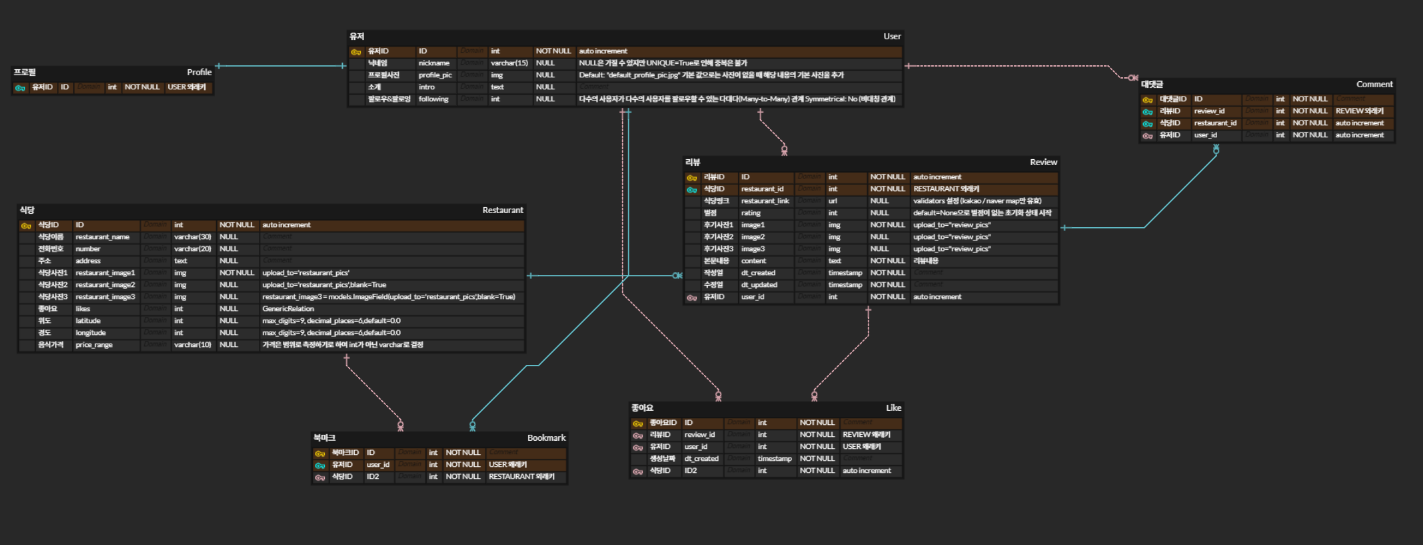 유저 User
유저ID ID Domain int NOT NULL auto increment
닉네임 nickname Domain varchar(15) NULL NULL은 가질 수 있지만 UNIQUE=True로 인해 중복은 불가
프로필사진 profile_pic Domain img NULL Default: "default_profile_pic.jpg" 기본 값으로는 사진이 없을 때 해당 내용의 기본 사진을 추가
소개 intro Domain text NULL Comment
팔로우&팔로잉 following Domain int NULL 다수의 사용자가 다수의 사용자를 팔로우할 수 있는 다대다(Many-to-Many) 관계 Symmetrical: No (비대칭 관계)
프로필 Profile
유저ID ID Domain int NOT NULL USER 외래키
대댓글 Comment
대댓글ID ID Domain int NOT NULL Comment
리뷰ID review_id Domain int NOT NULL REVIEW 외래키
식당ID restaurant_id Domain int NOT NULL auto increment
유저ID user_id Domain int NOT NULL auto increment
리뷰 Review
리뷰ID ID Domain int NOT NULL auto increment
식당ID restaurant_id Domain int NOT NULL RESTAURANT 외래키
식당링크 restaurant_link Domain url NULL validators 설정 (kakao / naver map만 유효)
별점 rating Domain int NULL default=None으로 별점이 없는 초기화 상태 시작
후기사진1 image1 Domain img NOT NULL upload_to="review_pics"
후기사진2 image2 Domain img NULL upload_to="review_pics"
후기사진3 image3 Domain img NULL upload_to="review_pics"
본문내용 content Domain text NOT NULL 리뷰내용
작성일 dt_created Domain timestamp NOT NULL Comment
수정일 dt_updated Domain timestamp NOT NULL Comment
유저ID user_id Domain int NOT NULL auto increment
식당 Restaurant
식당ID ID Domain int NOT NULL auto increment
식당이름 restaurant_name Domain varchar(30) NULL Comment
전화번호 number Domain varchar(20) NULL Comment
주소 address Domain text NULL Comment
식당사진1 restaurant_image1 Domain img NOT NULL upload_to='restaurant_pics'
식당사진2 restaurant_image2 Domain img NULL upload_to='restaurant_pics',blank=True
식당사진3 restaurant_image3 Domain img NULL restaurant_image3 = models.ImageField(upload_to='restaurant_pics',blank=True)
좋아요 likes Domain int NULL GenericRelation
위도 latitude Domain int NULL max_digits=9, decimal_places=6,default=0.0
경도 longitude Domain int NULL max_digits=9, decimal_places=6,default=0.0
음식가격 price_range Domain varchar(10) NULL 가격은 범위로 측정하기로 하여 int가 아닌 varchar로 결정
좋아요 Like
좋아요ID ID Domain int NOT NULL Comment
리뷰ID review_id Domain int NOT NULL REVIEW 왜래키
유저ID user_id Domain int NOT NULL USER 왜래키
생성날짜 dt_created Domain timestamp NOT NULL Comment
식당ID ID2 Domain int NOT NULL auto increment
북마크 Bookmark
북마크ID ID Domain int NOT NULL Comment
유저ID user_id Domain int NOT NULL USER 왜래키
식당ID ID2 Domain int NOT NULL RESTAURANT 외래키